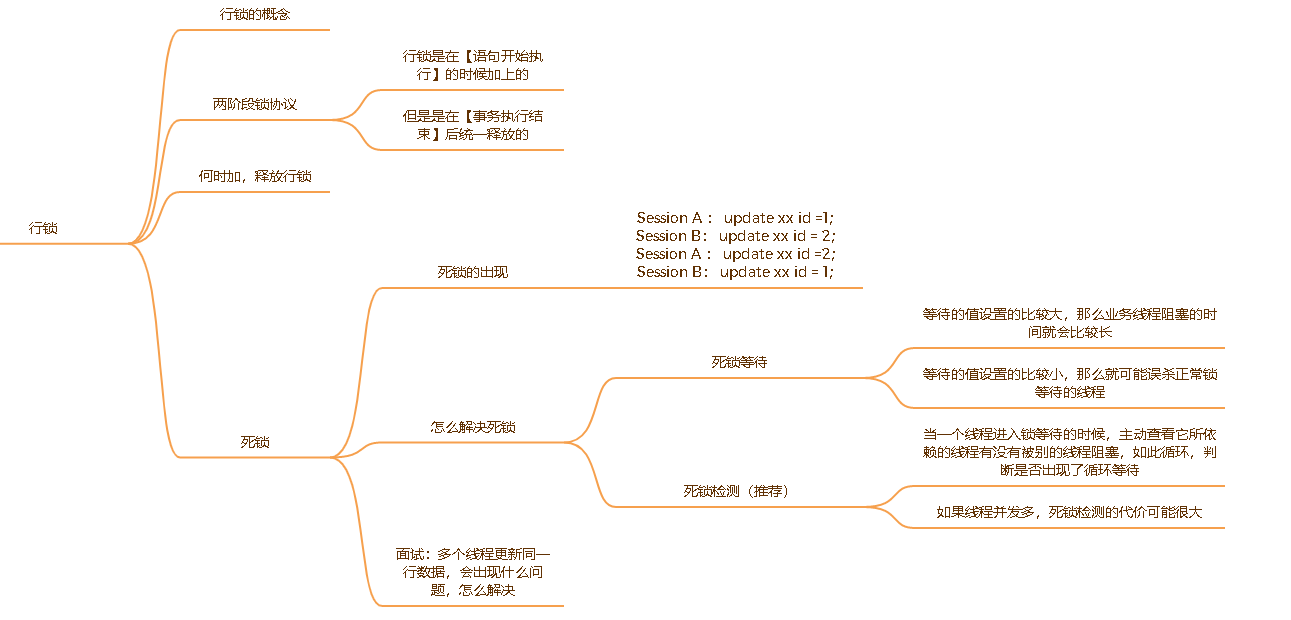 行锁
行锁的概念
两阶段锁协议
行锁是在【语句开始执
行】的时候加上的
但是是在【事务执行结
束】后统一释放的
何时加，释放行锁
死锁
死锁的出现
Session A ： update xx id =1;
Session B： update xx id = 2;
Session A ： update xx id =2;
Session B： update xx id = 1;
怎么解决死锁
死锁等待
等待的值设置的比较大，那么业务线程阻塞的时
间就会比较长
等待的值设置的比较小，那么就可能误杀正常锁
等待的线程
死锁检测（推荐）
当一个线程进入锁等待的时候，主动查看它所依
赖的线程有没有被别的线程阻塞，如此循环，判
断是否出现了循环等待
如果线程并发多，死锁检测的代价可能很大
面试：多个线程更新同一
行数据，会出现什么问
题，怎么解决